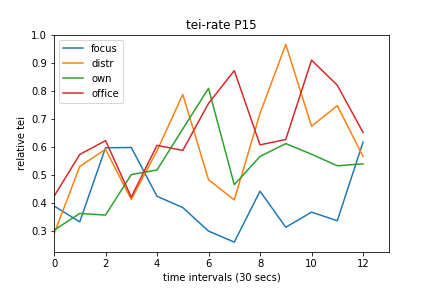 tei-rate P15
1.0
0.9
0.8
0.7
0.6
0.5
0.4
0.3
relative tei
focus
distr
own
office
0 2 4 6 8 10 12
time intervals (30 secs)